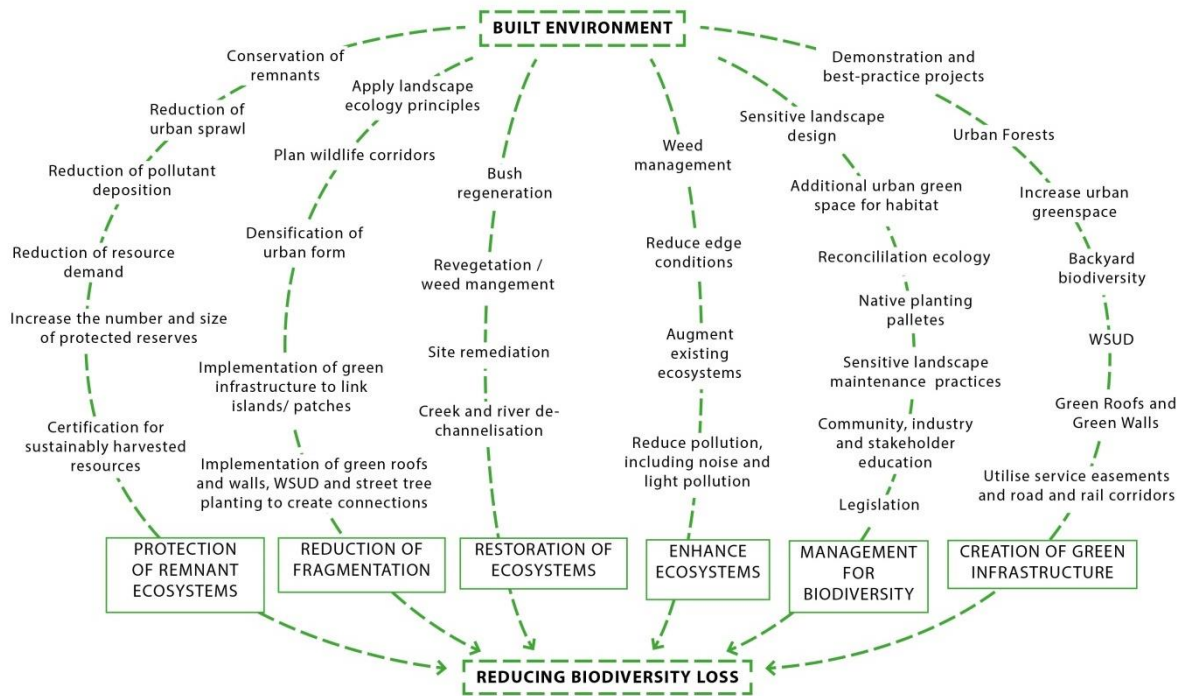 BUILT ENVIRONMENT
Conservation of
remnants
Reduction of
urban sprawl
Reduction of pollutant
deposition
Reduction of resource
demand
Increase the number and size
of protected reserves
Certification for
sustainably harvested
resources
PROTECTION
OF REMNANT
ECOSYSTEMS
Apply landscape
ecology principles
Plan wildlife corridors
Densification of
urban form
Implementation of green
infrastructure to link
islands/ patches
Implementation of green roofs
and walls, WSUD and street tree
planting to create connections
REDUCTION OF
FRAGMENTATION
Bush
regeneration
Revegetation /
weed mangement
Site remediation
Creek and river de-
channelisation
RESTORATION OF
ECOSYSTEMS
Weed
management
Reduce edge
conditions
Augment
existing
ecosystems
Reduce pollution,
including noise and
light pollution
ENHANCE
ECOSYSTEMS
Sensitive landscape
design
Additional urban green
space for habitat
Reconcililation ecology
Native planting
palletes
Sensitive landscape
maintenance practices
Community, industry
and stakeholder
education
Legislation
MANAGEMENT
FOR
BIODIVERSITY
Demonstration and
best-practice projects
Urban Forests
Increase urban
greenspace
Backyard
biodiversity
WSUD
Green Roofs and
Green Walls
Utilise service easements
and road and rail corridors
CREATION OF GREEN
INFRASTRUCTURE
REDUCING BIODIVERSITY LOSS